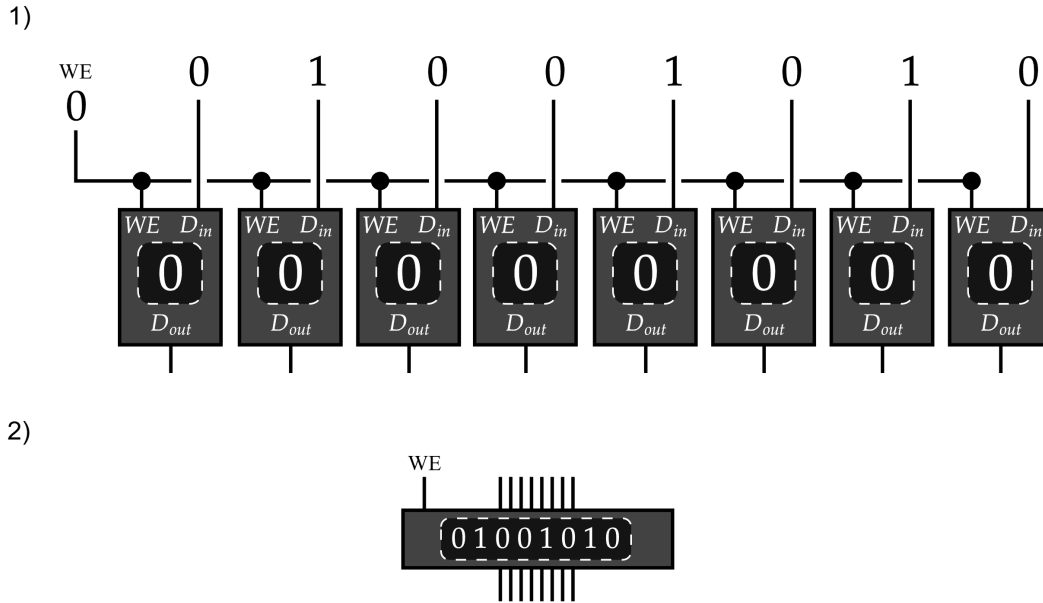 1)
WE
0 0 1 0 0 1 0 1 0
WE Din WE Din WE Din WE Din WE Din WE Din WE Din WE Din
0 0 0 0 0 0 0 0
Dout Dout Dout Dout Dout Dout Dout Dout
2)
WE
01001010